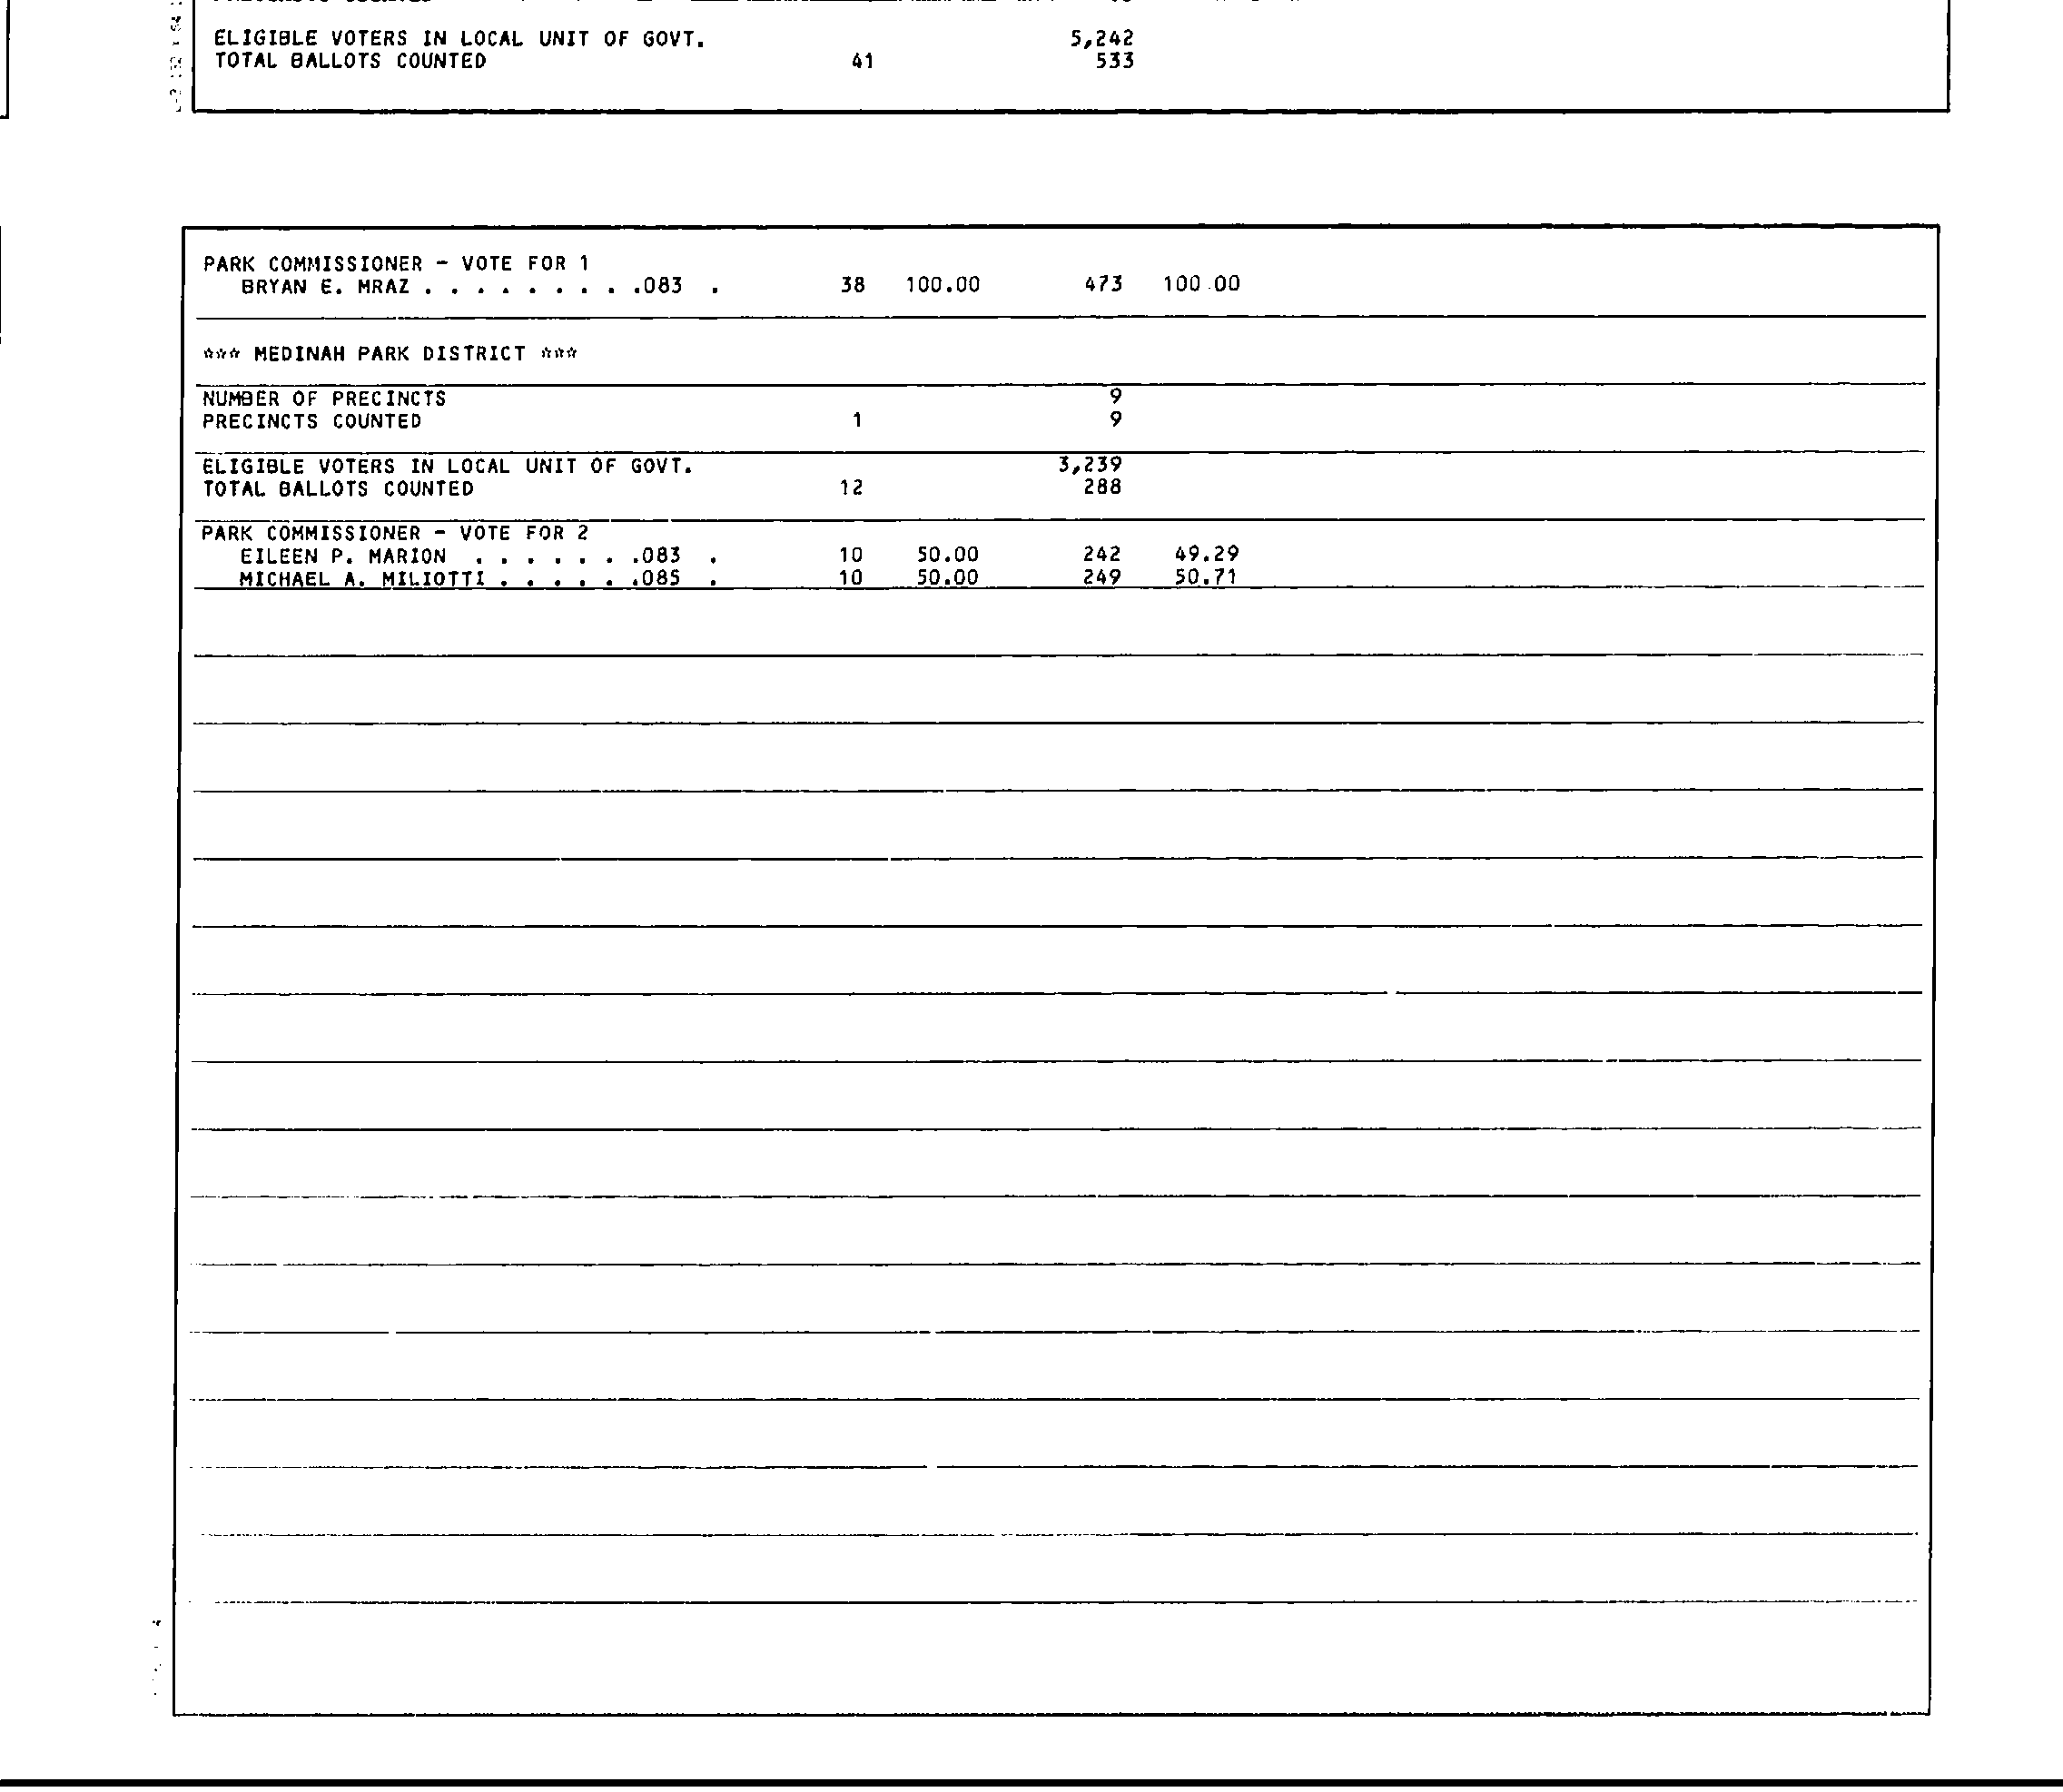 ELIGIBLE VOTERS IN LOCAL UNIT OF GOVT. 5,242
TOTAL BALLOTS COUNTED 41 533
PARK COMMISSIONER - VOTE FOR 1
BRYAN E. MRAZ . . . . . . . . .083 . 38 100.00 473 100.00
*** MEDINAH PARK DISTRICT ***
NUMBER OF PRECINCTS 9
PRECINCTS COUNTED 1 9
ELIGIBLE VOTERS IN LOCAL UNIT OF GOVT. 3,239
TOTAL BALLOTS COUNTED 12 288
PARK COMMISSIONER - VOTE FOR 2
EILEEN P. MARION . . . . . . .083 . 10 50.00 242 49.29
MICHAEL A. MILIOTTI . . . . . .085 . 10 50.00 249 50.71